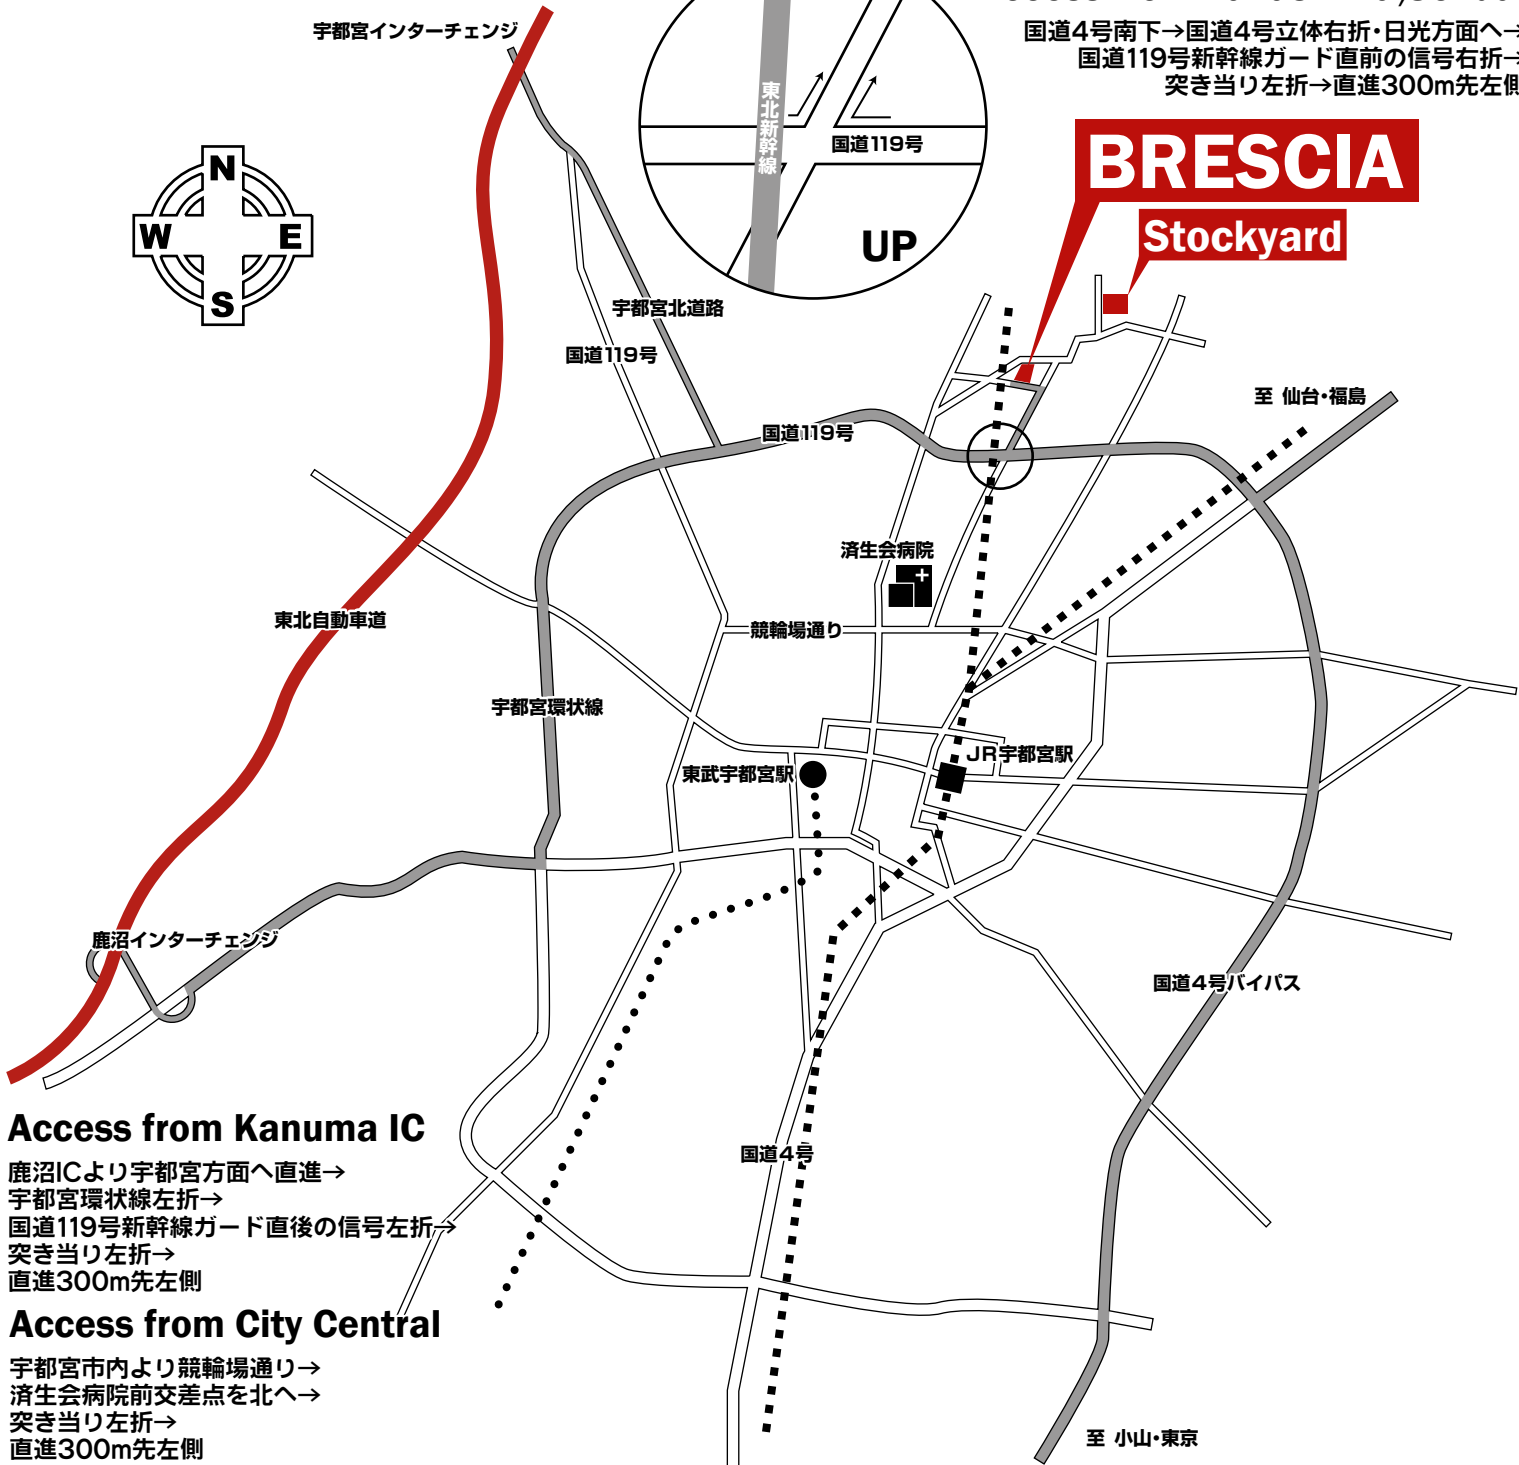 国道4号南下→国道4号立体右折・日光方面へ→
国道119号新幹線ガード直前の信号右折→
突き当り左折→直進300m先左側
宇都宮インターチェンジ
東北新幹線
国道119号
UP
BRESCIA
Stockyard
N
W
E
S
宇都宮北道路
国道119号
国道119号
至 仙台・福島
済生会病院
競輪場通り
東北自動車道
宇都宮環状線
JR宇都宮駅
東武宇都宮駅
鹿沼インターチェンジ
国道4号バイパス
国道4号
至 小山・東京
Access from Kanuma IC
鹿沼ICより宇都宮方面へ直進→
宇都宮環状線左折→
国道119号新幹線ガード直後の信号左折→
突き当り左折→
直進300m先左側
Access from City Central
宇都宮市内より競輪場通り→
済生会病院前交差点を北へ→
突き当り左折→
直進300m先左側